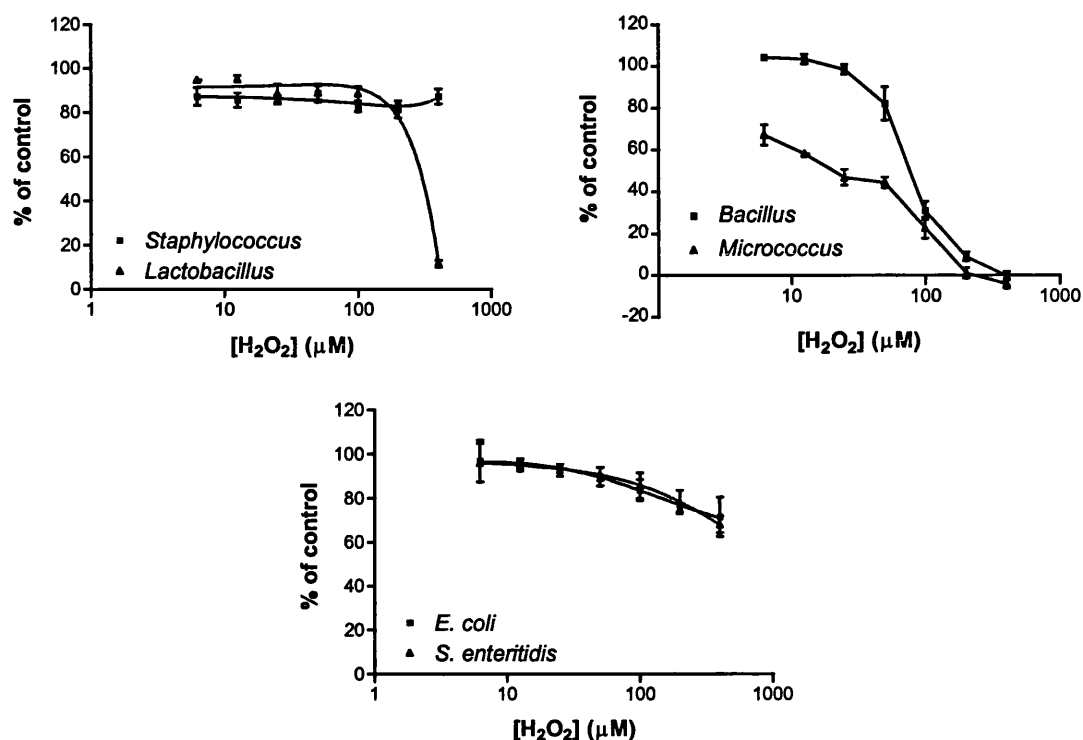 120
100
80
60
40
20
0
% of control
Staphylococcus
Lactobacillus
1
10
100
1000
[H₂O₂] (μM)
120
100
80
60
40
20
0
-20
% of control
Bacillus
Micrococcus
10
100
1000
[H₂O₂] (μM)
120
100
80
60
40
20
0
% of control
E. coli
S. enteritidis
1
10
100
1000
[H₂O₂] (μM)